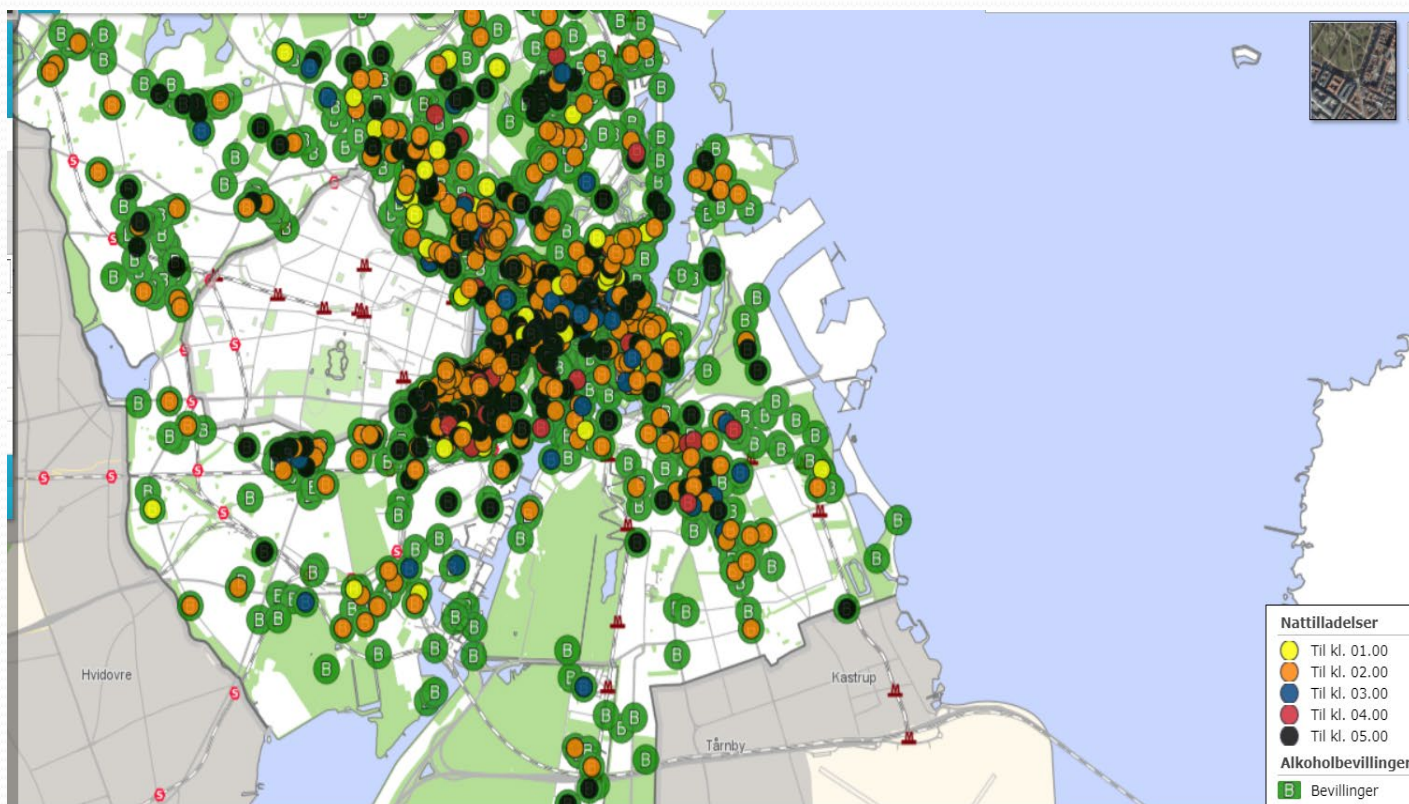 Hvidovre
Kastrup
Tårnby
Nattilladelser
Til kl. 01.00
Til kl. 02.00
Til kl. 03.00
Til kl. 04.00
Til kl. 05.00
Alkoholbevillinger
B Bevillinger